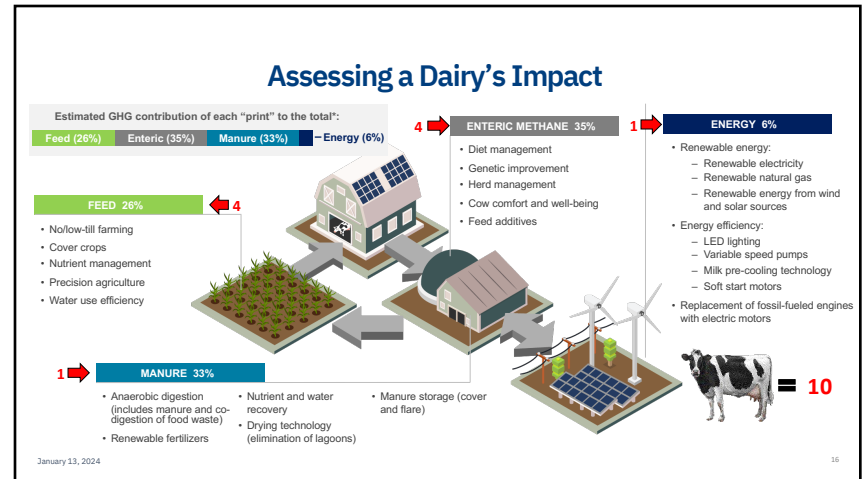 Assessing a Dairy's Impact
Estimated GHG contribution of each “print” to the total*:
Feed (26%) Enteric (35%) Manure (33%) Energy (6%)
4
ENTERIC METHANE 35%
• Diet management
• Genetic improvement
• Herd management
• Cow comfort and well-being
• Feed additives
1
ENERGY 6%
• Renewable energy:
– Renewable electricity
– Renewable natural gas
– Renewable energy from wind
and solar sources
• Energy efficiency:
– LED lighting
– Variable speed pumps
– Milk pre-cooling technology
– Soft start motors
• Replacement of fossil-fueled engines
with electric motors
FEED 26%
4
• No/low-till farming
• Cover crops
• Nutrient management
• Precision agriculture
• Water use efficiency
1
MANURE 33%
• Anaerobic digestion
(includes manure and co-
digestion of food waste)
• Renewable fertilizers
• Nutrient and water
recovery
• Drying technology
(elimination of lagoons)
• Manure storage (cover
and flare)
= 10
January 13, 2024
16